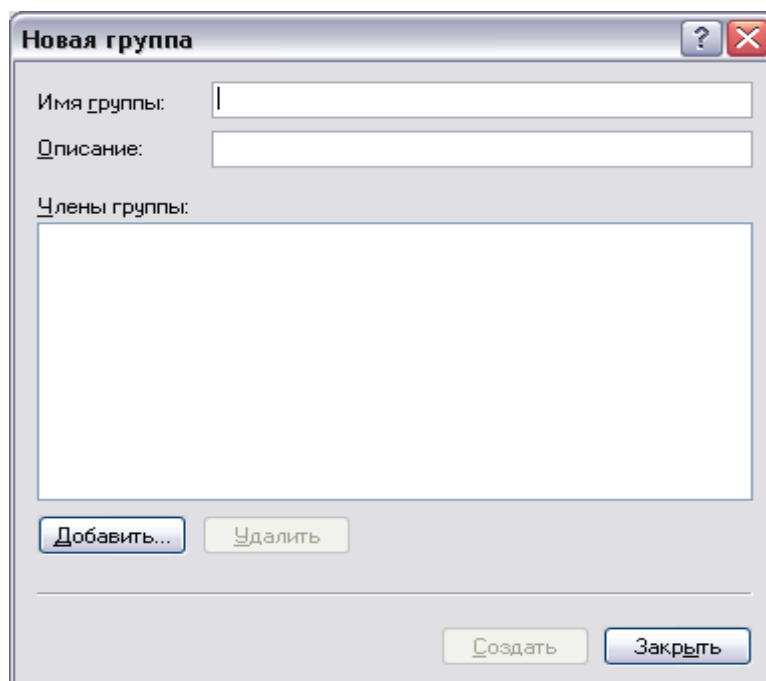 Новая группа
Имя группы:
Описание:
Члены группы:
Добавить... Удалить
Создать Закрыть